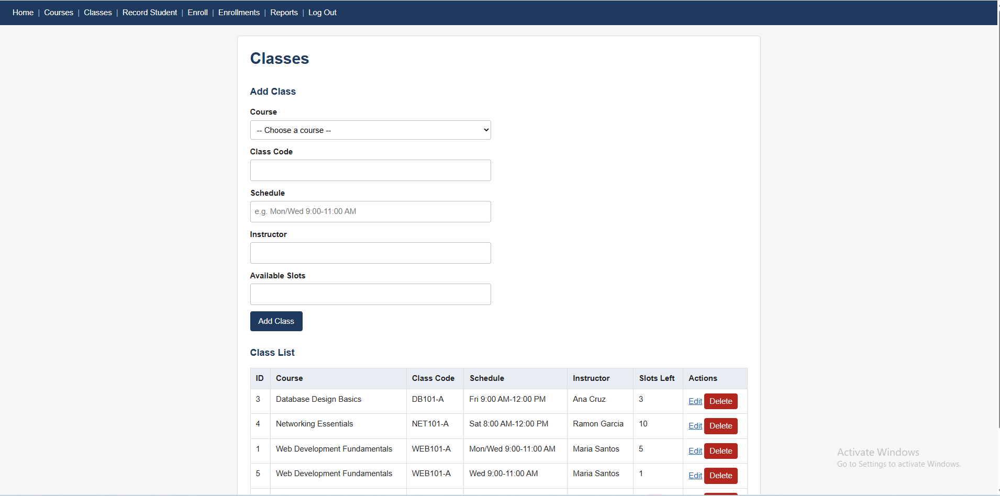 Home | Courses | Classes | Record Student | Enroll | Enrollments | Reports | Log Out
Classes
Add Class
Course
-- Choose a course --
Class Code
Schedule
e.g. Mon/Wed 9:00-11:00 AM
Instructor
Available Slots
Add Class
Class List
ID Course Class Code Schedule Instructor Slots Left Actions
3 Database Design Basics DB101-A Fri 9:00 AM-12:00 PM Ana Cruz 3 Edit Delete
4 Networking Essentials NET101-A Sat 8:00 AM-12:00 PM Ramon Garcia 10 Edit Delete
1 Web Development Fundamentals WEB101-A Mon/Wed 9:00-11:00 AM Maria Santos 5 Edit Delete
5 Web Development Fundamentals WEB101-A Wed 9:00-11:00 AM Maria Santos 1 Edit Delete
Activate Windows
Go to Settings to activate Windows.